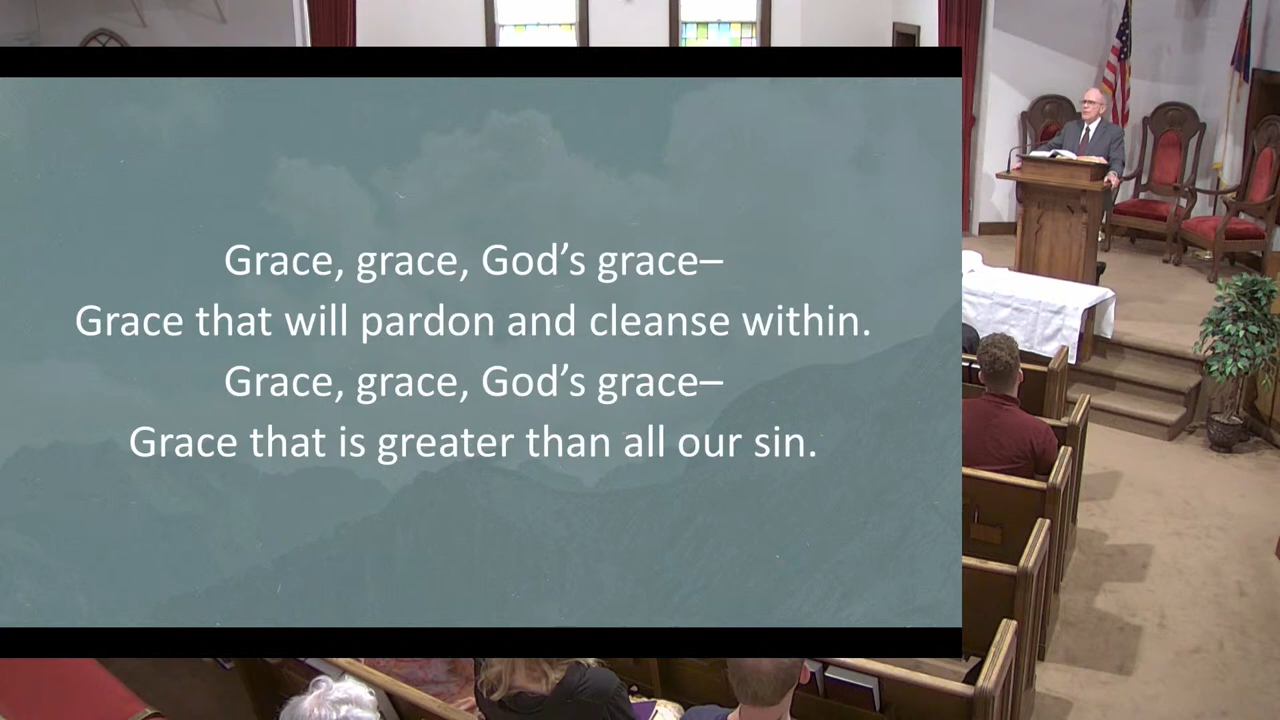 Grace, grace, God’s grace–
Grace that will pardon and cleanse within.
Grace, grace, God’s grace–
Grace that is greater than all our sin.